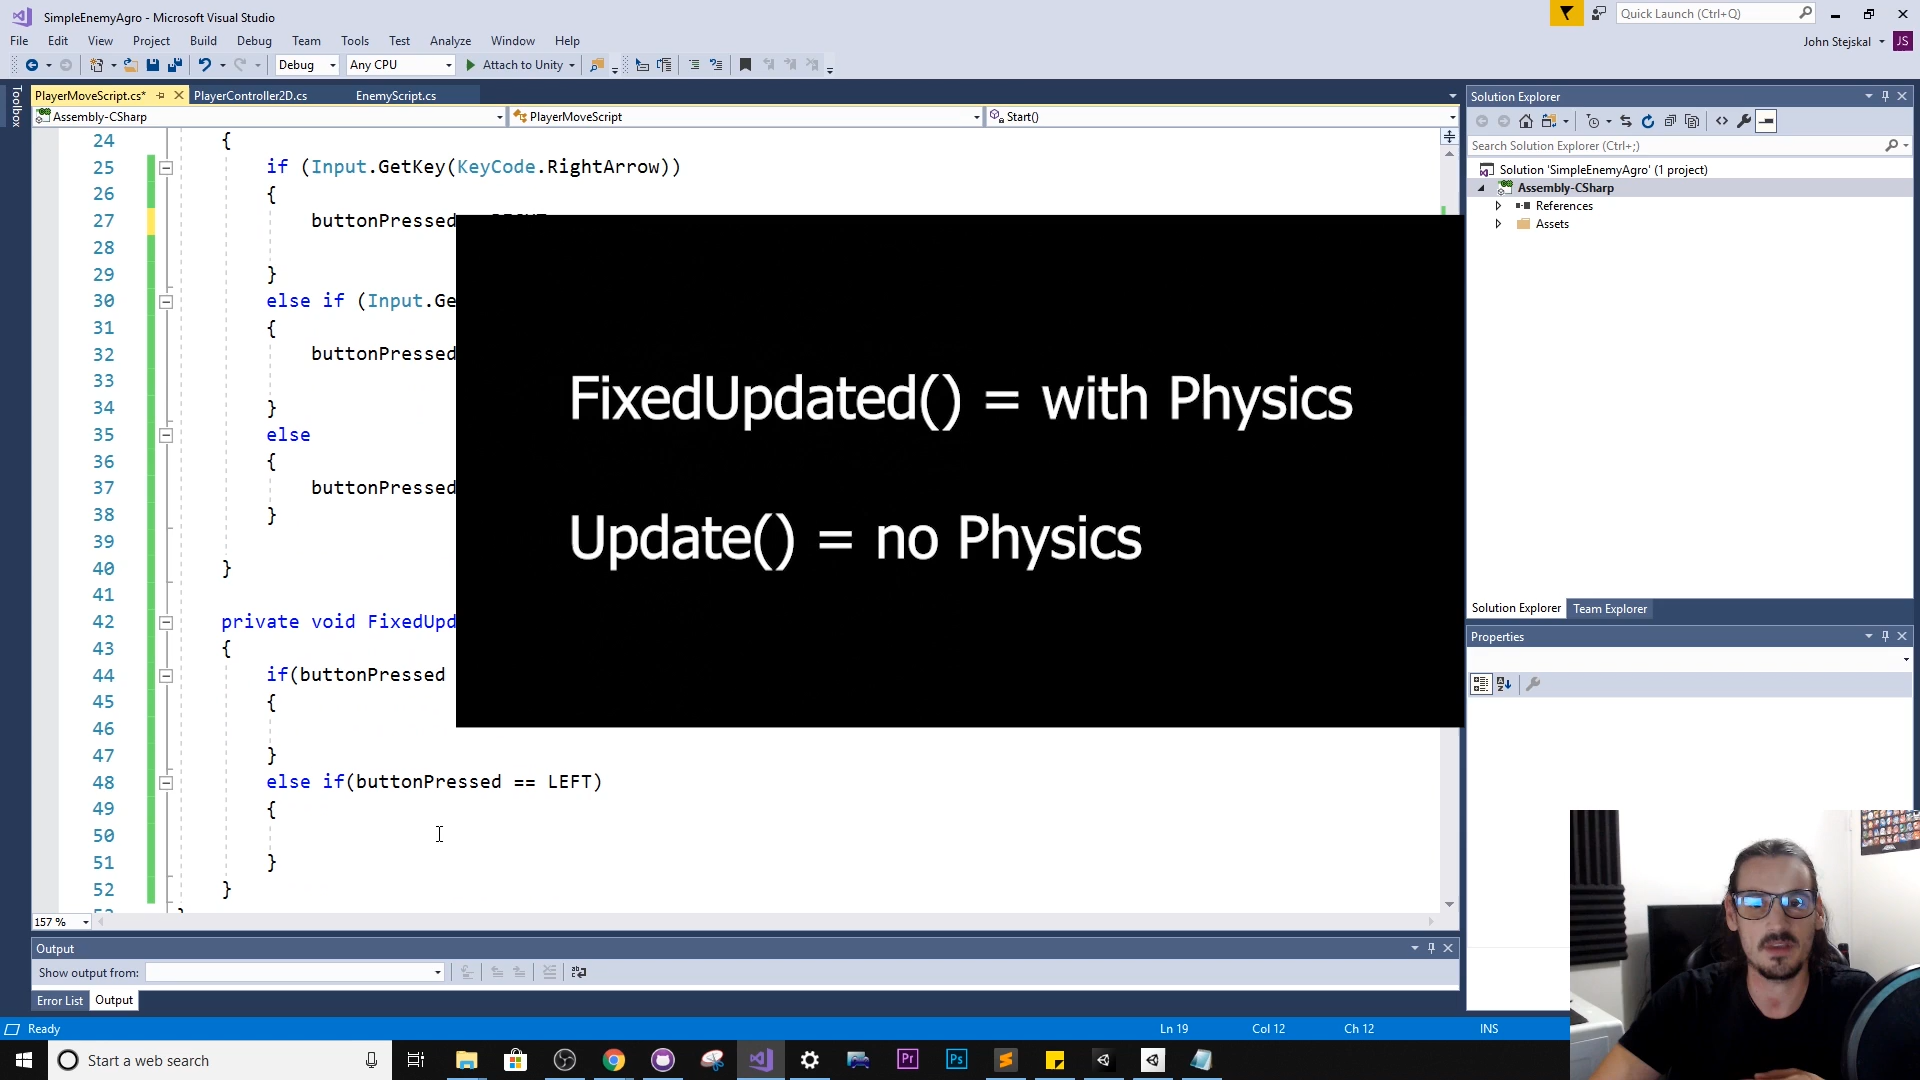 SimpleEnemyAgro - Microsoft Visual Studio
Quick Launch (Ctrl+Q)
File Edit View Project Build Debug Team Tools Test Analyze Window Help
John Stejskal JS
Debug Any CPU Attach to Unity
Toolbox
PlayerMoveScript.cs* PlayerController2D.cs EnemyScript.cs
Assembly-CSharp PlayerMoveScript Start()
24 {
25 if (Input.GetKey(KeyCode.RightArrow))
26 {
27 buttonPressed
28
29 }
30 else if (Input.Ge
31 {
32 buttonPressed
33
34 }
35 else
36 {
37 buttonPressed
38 }
39
40 }
41
42 private void FixedUpd
43 {
44 if(buttonPressed
45 {
46
47 }
48 else if(buttonPressed == LEFT)
49 {
50
51 }
52 }
FixedUpdated() = with Physics
Update() = no Physics
157 %
Output
Show output from:
Error List Output
Solution Explorer
Search Solution Explorer (Ctrl+;)
Solution 'SimpleEnemyAgro' (1 project)
Assembly-CSharp
References
Assets
Solution Explorer Team Explorer
Properties
Ready Ln 19 Col 12 Ch 12 INS
Start a web search
Pr Ps